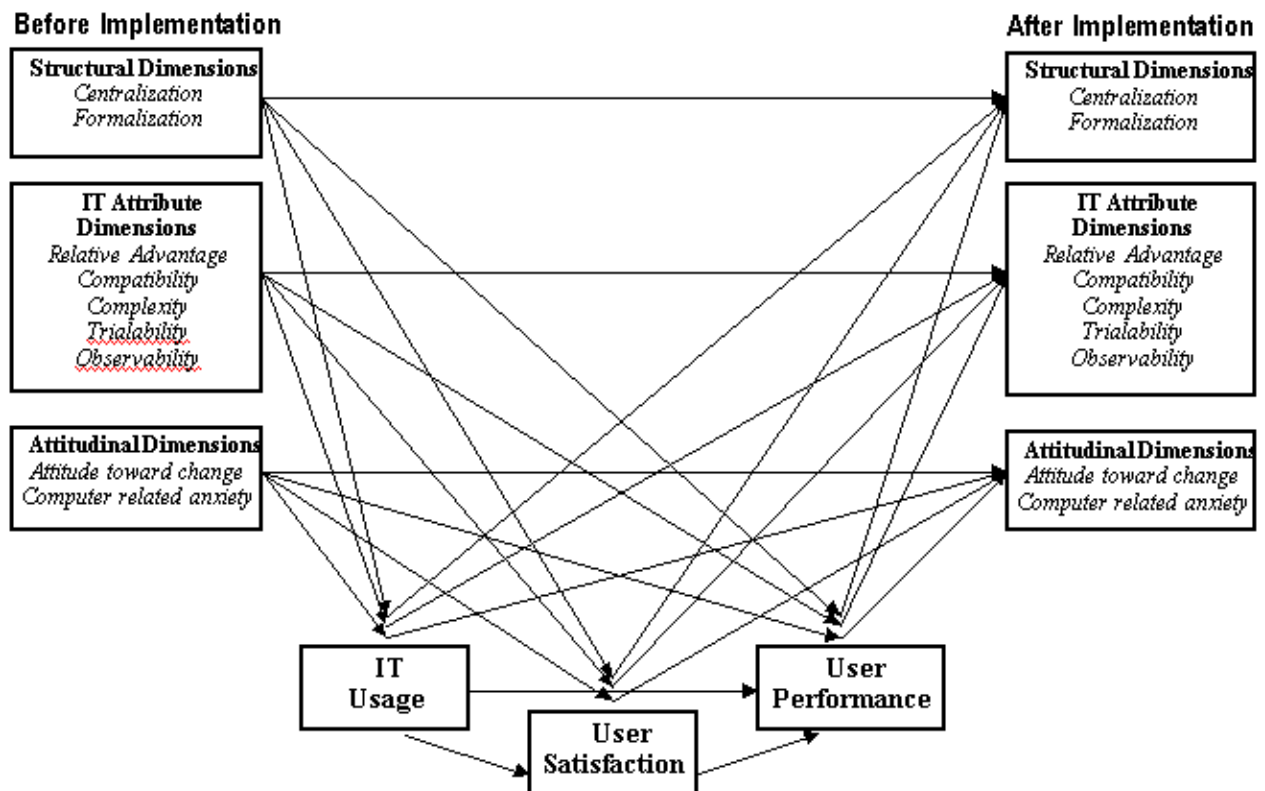 Before Implementation
Structural Dimensions
Centralization
Formalization
IT Attribute
Dimensions
Relative Advantage
Compatibility
Complexity
Trialability
Observability
Attitudinal Dimensions
Attitude toward change
Computer related anxiety
After Implementation
Structural Dimensions
Centralization
Formalization
IT Attribute
Dimensions
Relative Advantage
Compatibility
Complexity
Trialability
Observability
Attitudinal Dimensions
Attitude toward change
Computer related anxiety
IT
Usage
User
Satisfaction
User
Performance